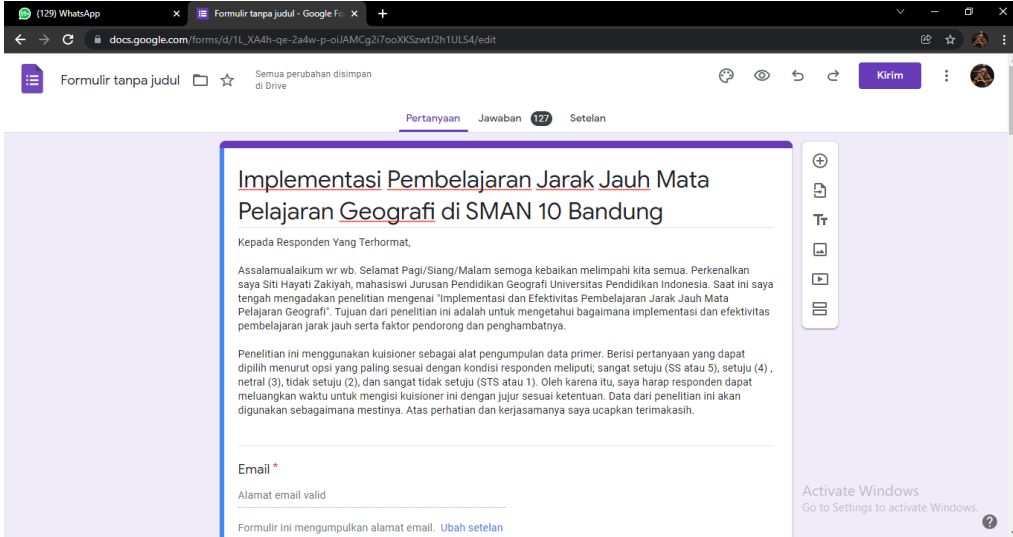 (129) WhatsApp
Formulir tanpa judul - Google Fo
docs.google.com/forms/d/1L_XA4h-qe-2a4w-p-oiJAMCg2i7ooXKSzwtJ2h1ULS4/edit
Formulir tanpa judul
Semua perubahan disimpan
di Drive
Kirim
Pertanyaan Jawaban 127 Setelan
Implementasi Pembelajaran Jarak Jauh Mata
Pelajaran Geografi di SMAN 10 Bandung
Kepada Responden Yang Terhormat,
Assalamualaikum wr wb. Selamat Pagi/Siang/Malam semoga kebaikan melimpahi kita semua. Perkenalkan
saya Siti Hayati Zakiyah, mahasiswi Jurusan Pendidikan Geografi Universitas Pendidikan Indonesia. Saat ini saya
tengah mengadakan penelitian mengenai "Implementasi dan Efektivitas Pembelajaran Jarak Jauh Mata
Pelajaran Geografi". Tujuan dari penelitian ini adalah untuk mengetahui bagaimana implementasi dan efektivitas
pembelajaran jarak jauh serta faktor pendorong dan penghambatnya.
Penelitian ini menggunakan kuisioner sebagai alat pengumpulan data primer. Berisi pertanyaan yang dapat
dipilih menurut opsi yang paling sesuai dengan kondisi responden meliputi; sangat setuju (SS atau 5), setuju (4) ,
netral (3), tidak setuju (2), dan sangat tidak setuju (STS atau 1). Oleh karena itu, saya harap responden dapat
meluangkan waktu untuk mengisi kuisioner ini dengan jujur sesuai ketentuan. Data dari penelitian ini akan
digunakan sebagaimana mestinya. Atas perhatian dan kerjasamanya saya ucapkan terimakasih.
Email *
Alamat email valid
Formulir ini mengumpulkan alamat email. Ubah setelan
Activate Windows
Go to Settings to activate Windows.